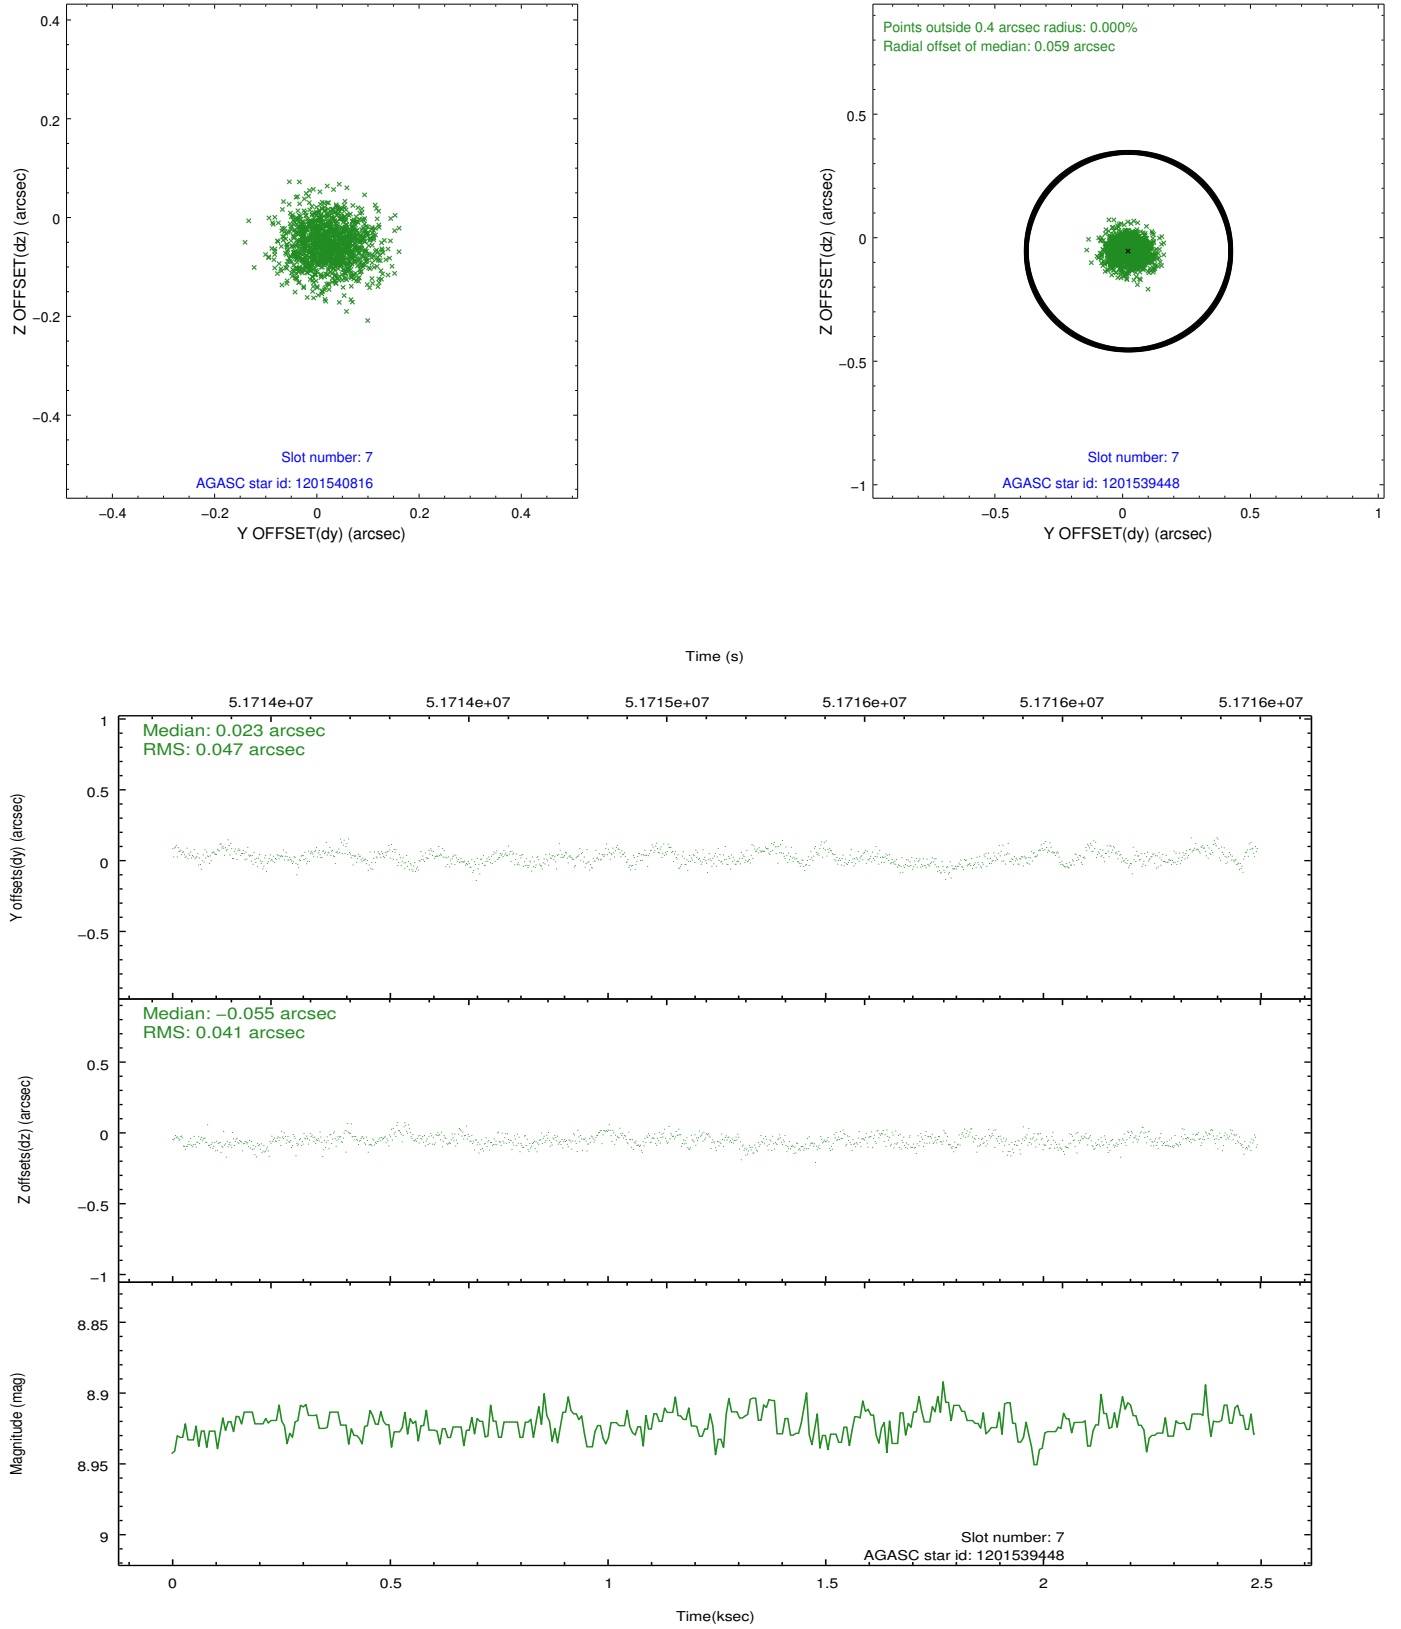 0.4
0.2
0
−0.2
−0.4
Z OFFSET(dz) (arcsec)
Slot number: 7
AGASC star id: 1201540816
−0.4
−0.2
0
0.2
0.4
Y OFFSET(dy) (arcsec)
Points outside 0.4 arcsec radius: 0.000%
Radial offset of median: 0.059 arcsec
0.5
0
−0.5
−1
Z OFFSET(dz) (arcsec)
Slot number: 7
AGASC star id: 1201539448
−0.5
0
0.5
1
Y OFFSET(dy) (arcsec)
Time (s)
5.1714e+07
5.1714e+07
5.1715e+07
5.1716e+07
5.1716e+07
5.1716e+07
1
0.5
0
−0.5
Y offsets(dy) (arcsec)
Median: 0.023 arcsec
RMS: 0.047 arcsec
Median: −0.055 arcsec
RMS: 0.041 arcsec
0.5
0
−0.5
−1
Z offsets(dz) (arcsec)
8.85
8.9
8.95
9
Magnitude (mag)
Slot number: 7
AGASC star id: 1201539448
0
0.5
1
1.5
2
2.5
Time(ksec)